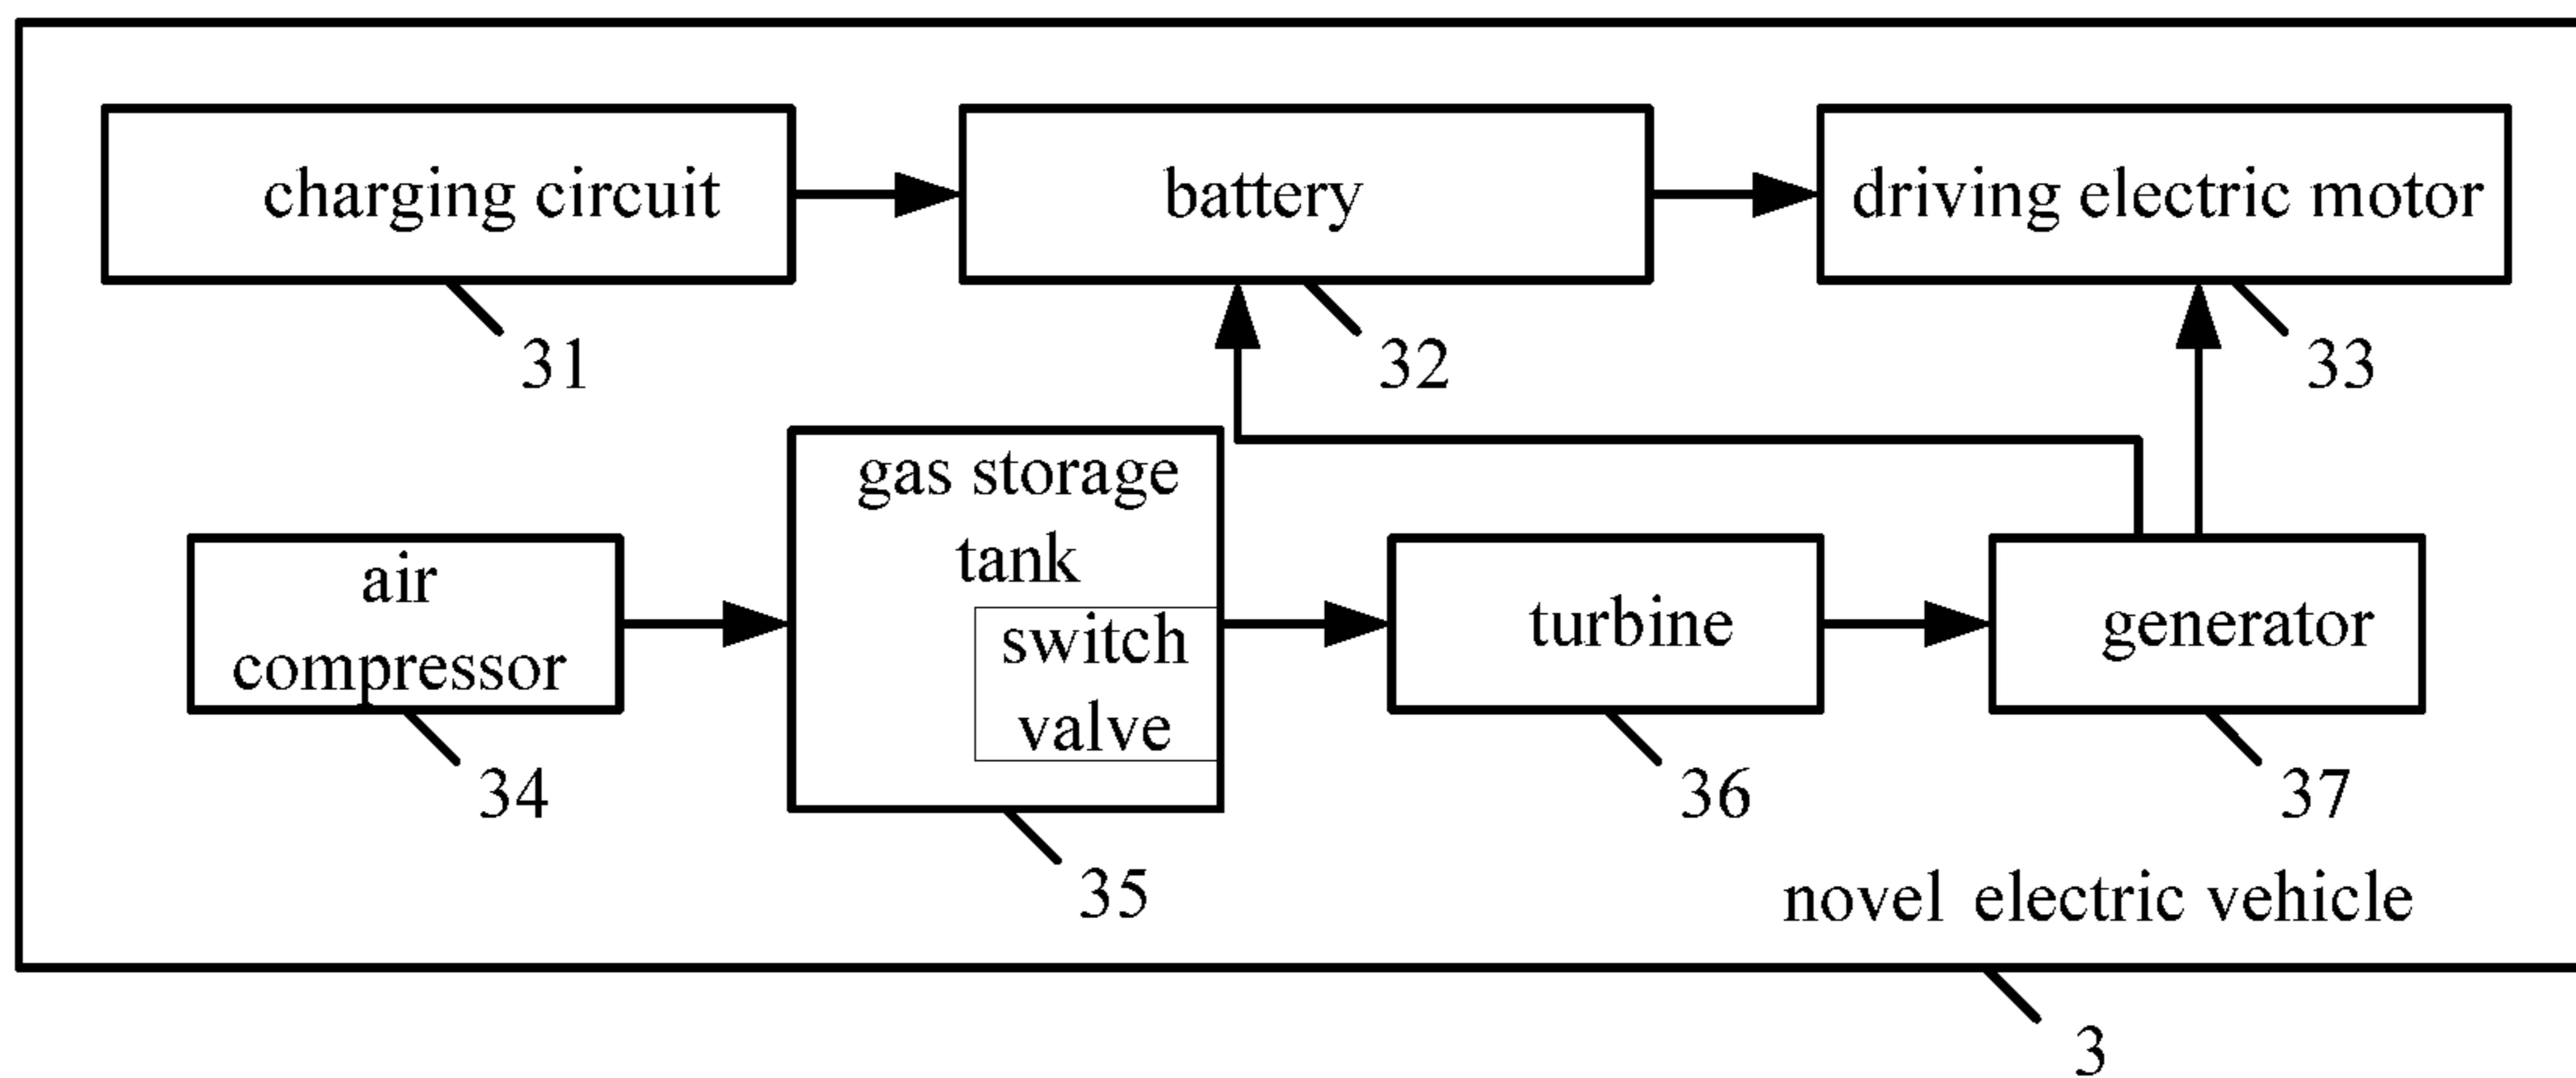 charging circuit
battery
driving electric motor
31
32
33
gas storage
tank
switch
valve
air
compressor
turbine
generator
34
35
36
37
novel electric vehicle
3